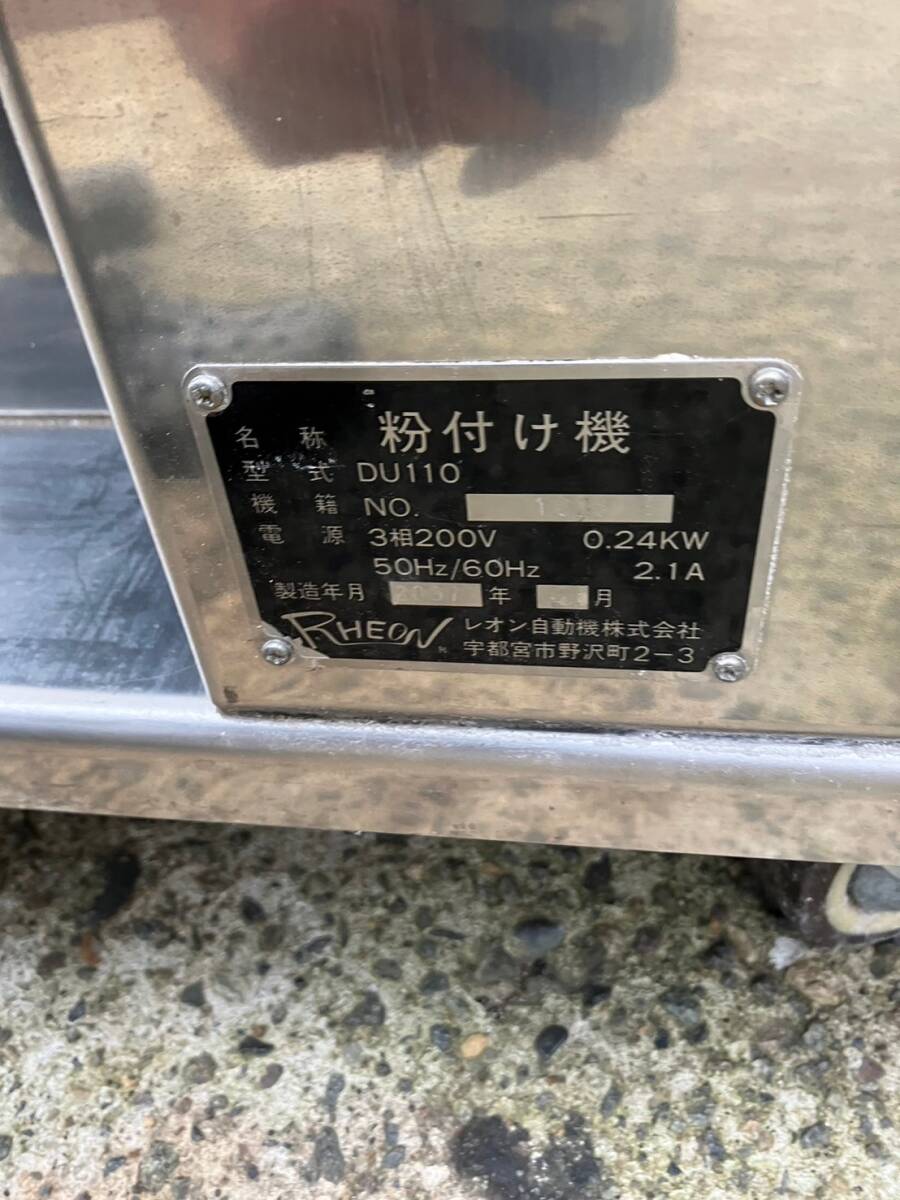 名称 粉付け機
型式 DU110
機籍 NO.
電源 3相200V 0.24KW
50Hz/60Hz 2.1A
製造年月 年 月
RHEON レオン自動機株式会社
宇都宮市野沢町2-3